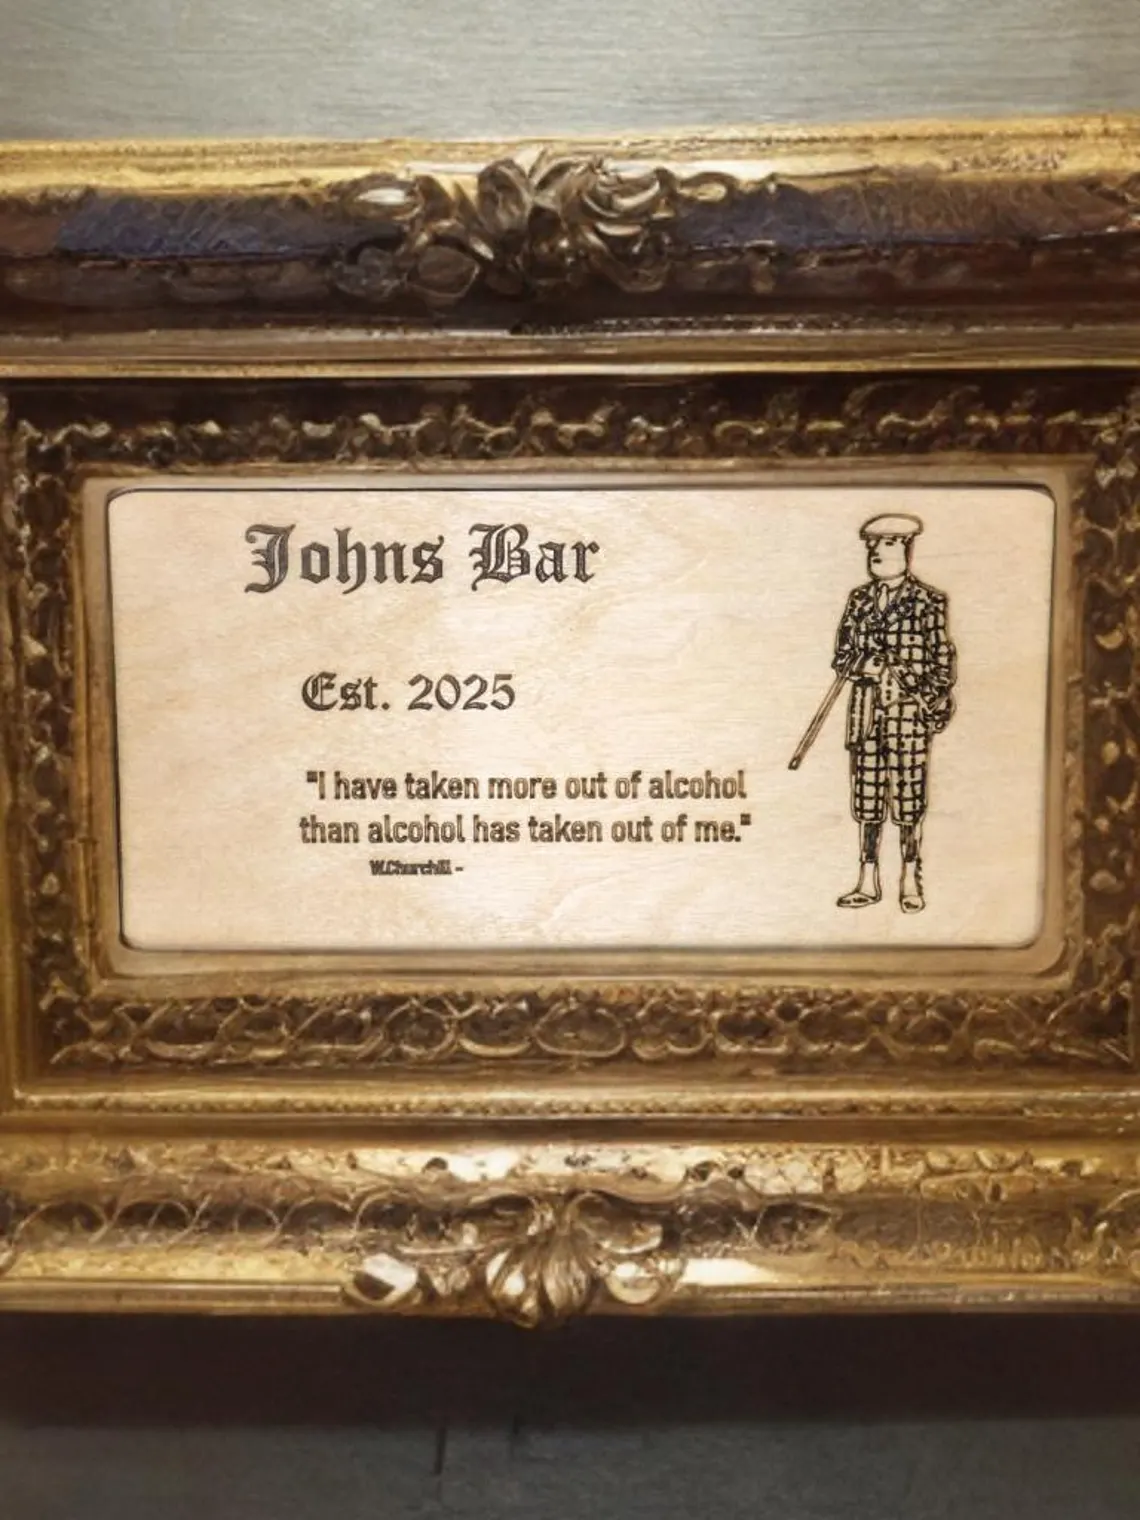 Johns Bar
Est. 2025
"I have taken more out of alcohol
than alcohol has taken out of me."
W.Churchill -